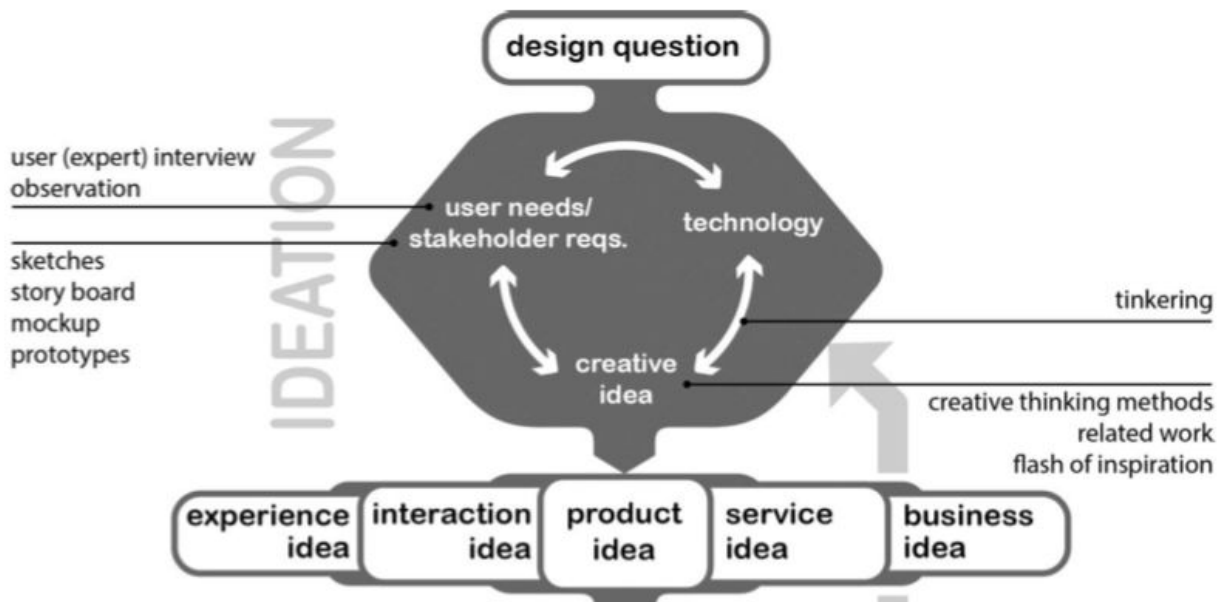 design question
IDEATION
user (expert) interview
observation
user needs/
stakeholder reqs.
technology
sketches
story board
mockup
prototypes
tinkering
creative
idea
creative thinking methods
related work
flash of inspiration
experience
idea
interaction
idea
product
idea
service
idea
business
idea